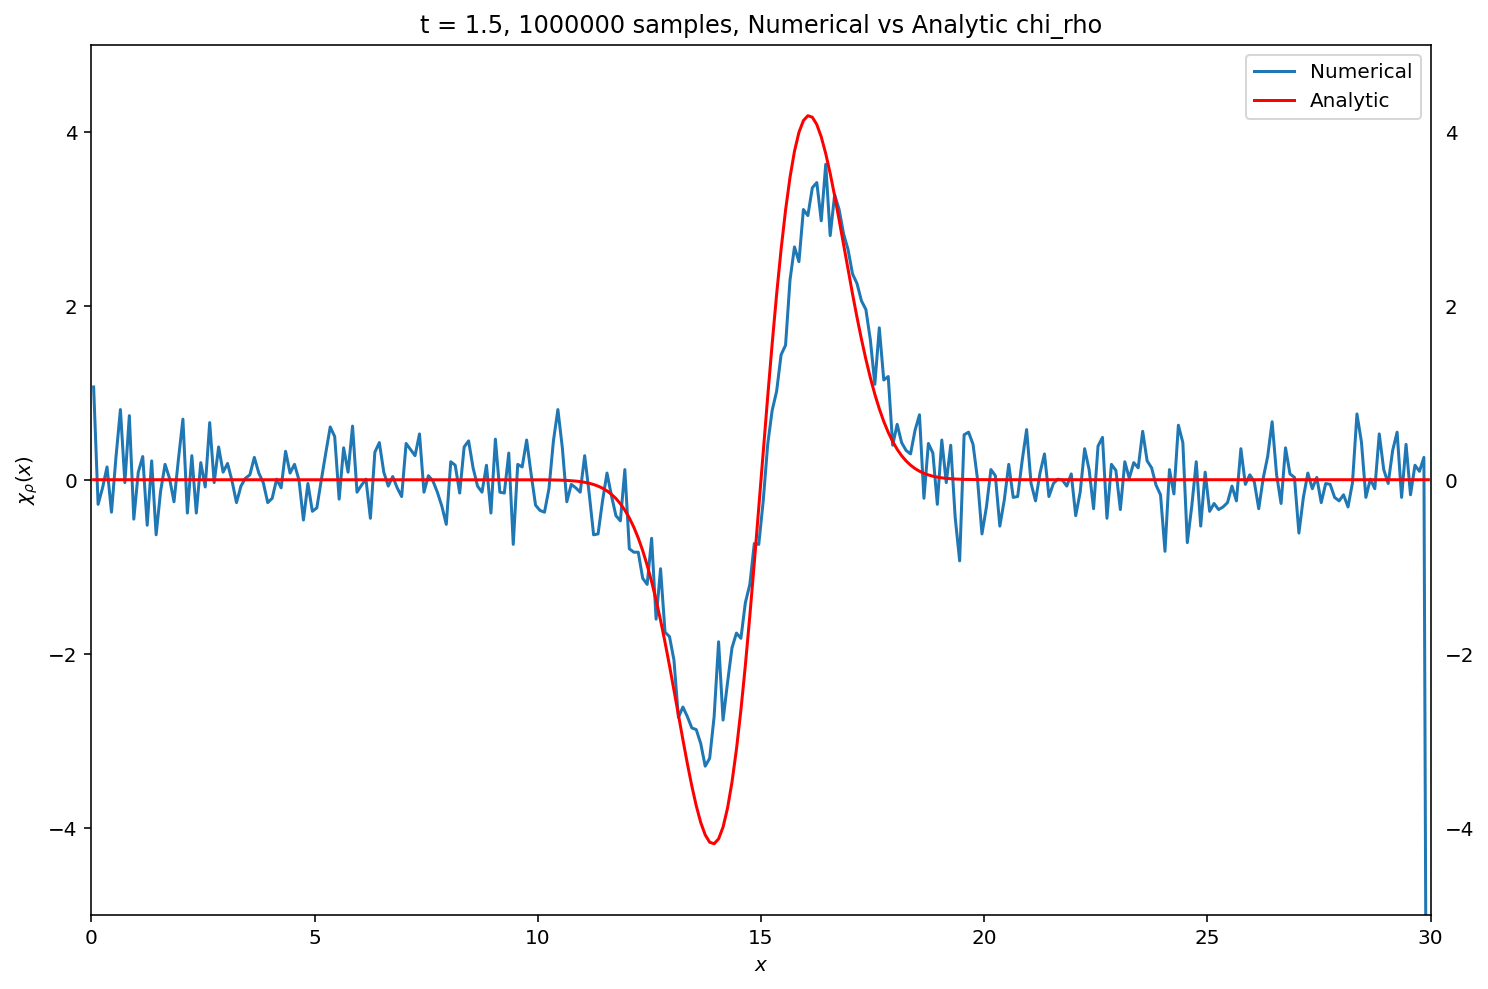 t = 1.5, 1000000 samples, Numerical vs Analytic chi_rho
Numerical
Analytic
4
2
0
−2
−4
χρ(x)
4
2
0
−2
−4
0 5 10 15 20 25 30
x